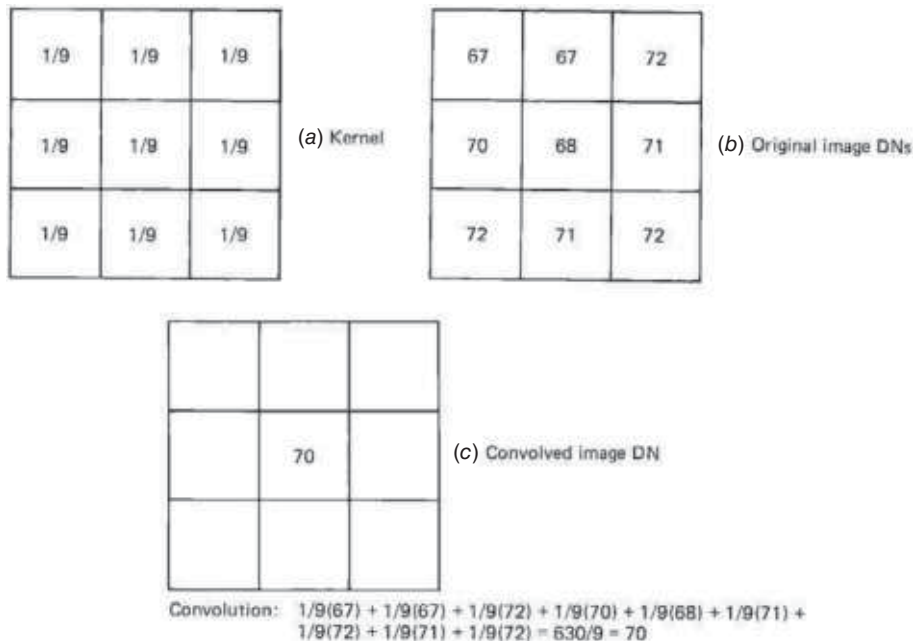 1/9 1/9 1/9
1/9 1/9 1/9
1/9 1/9 1/9
(a) Kernel
67 67 72
70 68 71
72 71 72
(b) Original image DNs
70
(c) Convolved image DN
Convolution: 1/9(67) + 1/9(67) + 1/9(72) + 1/9(70) + 1/9(68) + 1/9(71) +
1/9(72) + 1/9(71) + 1/9(72) = 630/9 = 70